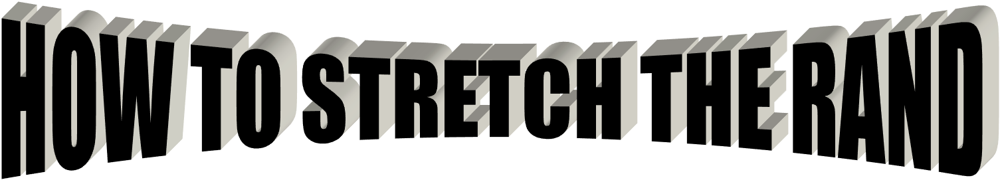 HOW TO STRETCH THE RAND